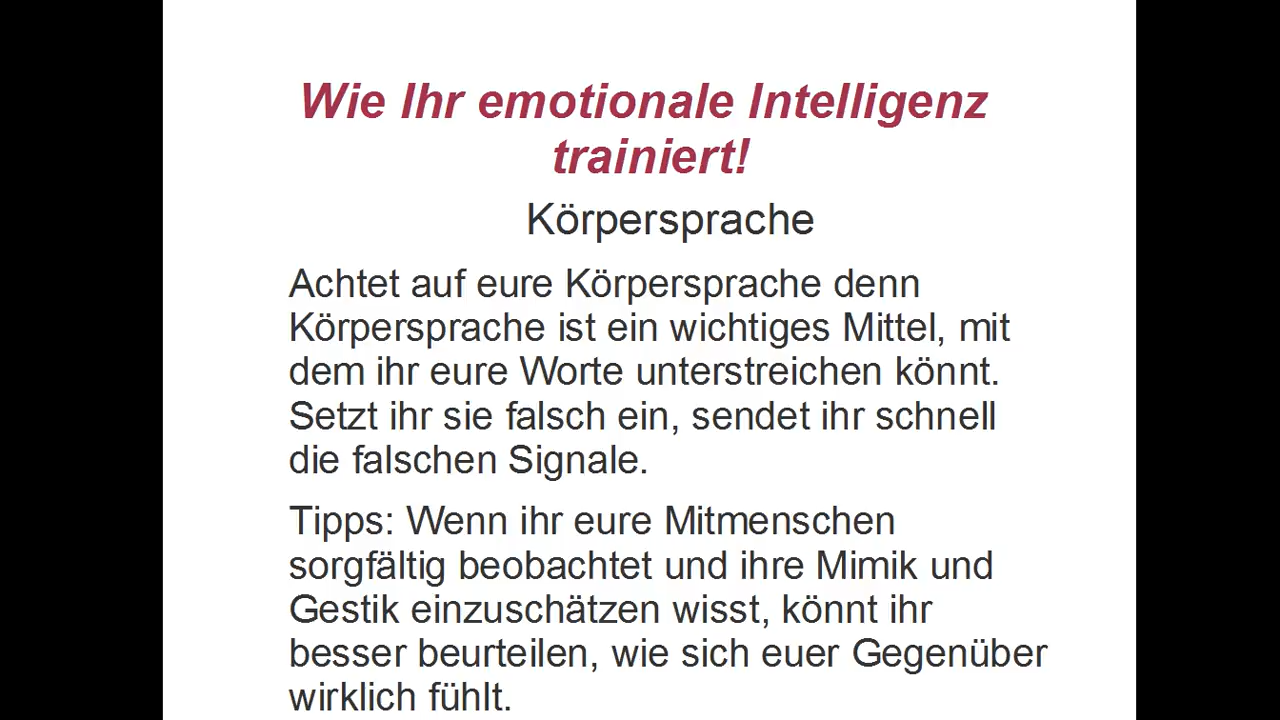 Wie Ihr emotionale Intelligenz
trainiert!
Körpersprache
Achtet auf eure Körpersprache denn
Körpersprache ist ein wichtiges Mittel, mit
dem ihr eure Worte unterstreichen könnt.
Setzt ihr sie falsch ein, sendet ihr schnell
die falschen Signale.
Tipps: Wenn ihr eure Mitmenschen
sorgfältig beobachtet und ihre Mimik und
Gestik einzuschätzen wisst, könnt ihr
besser beurteilen, wie sich euer Gegenüber
wirklich fühlt.